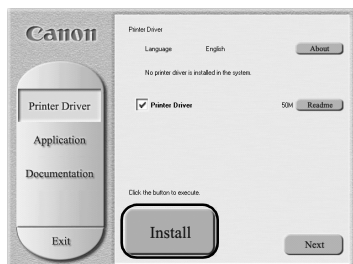 Canon
Printer Driver
Application
Documentation
Exit
Printer Driver
Language English About
No printer driver is installed in the system.
Printer Driver 50M Readme
Click the button to execute.
Install
Next